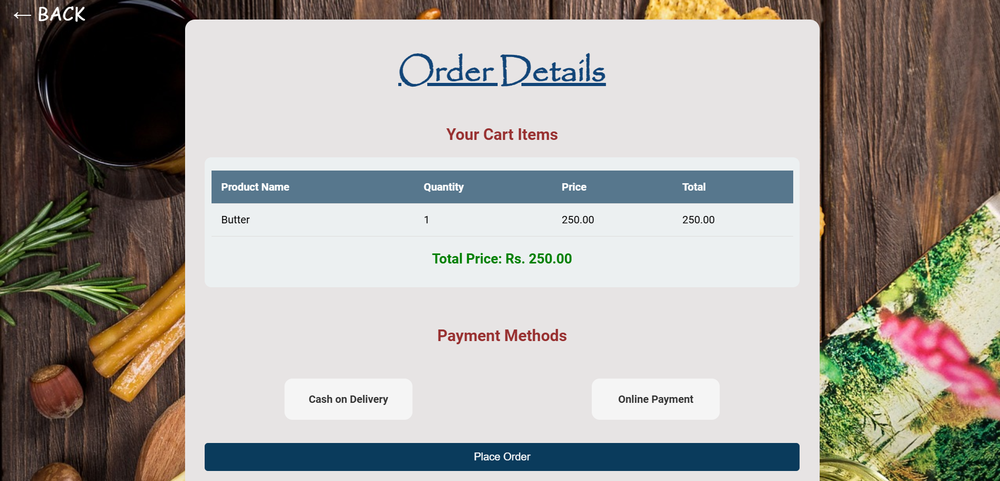 ← BACK
Order Details
Your Cart Items
Product Name Quantity Price Total
Butter 1 250.00 250.00
Total Price: Rs. 250.00
Payment Methods
Cash on Delivery Online Payment
Place Order